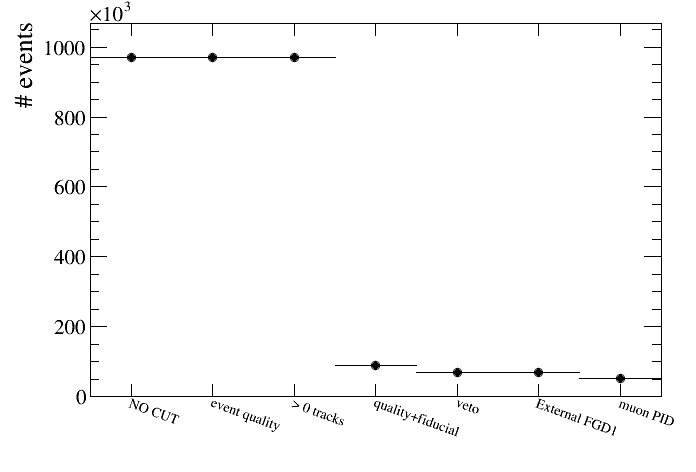 ×10³
# events
1000
800
600
400
200
0
NO CUT
event quality
> 0 tracks
quality+fiducial
veto
External FGD1
muon PID